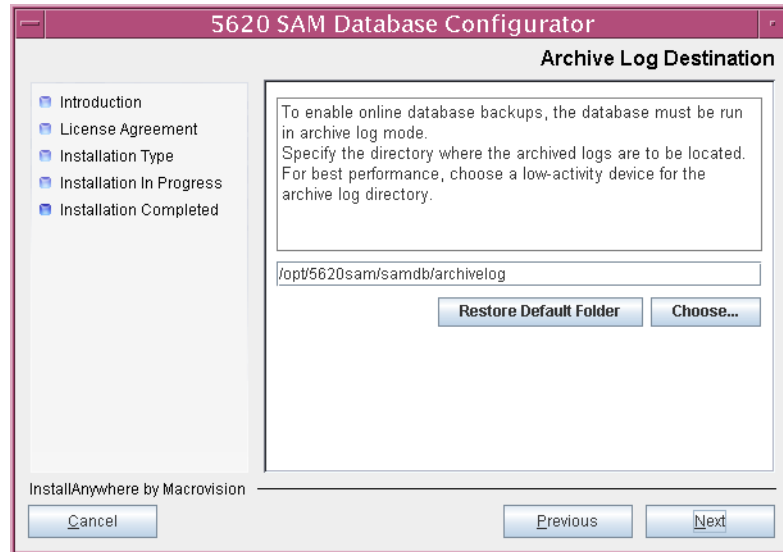 5620 SAM Database Configurator
Archive Log Destination
Introduction
License Agreement
Installation Type
Installation In Progress
Installation Completed
To enable online database backups, the database must be run
in archive log mode.
Specify the directory where the archived logs are to be located.
For best performance, choose a low-activity device for the
archive log directory.
/opt/5620sam/samdb/archivelog
Restore Default Folder
Choose...
InstallAnywhere by Macrovision
Cancel
Previous
Next